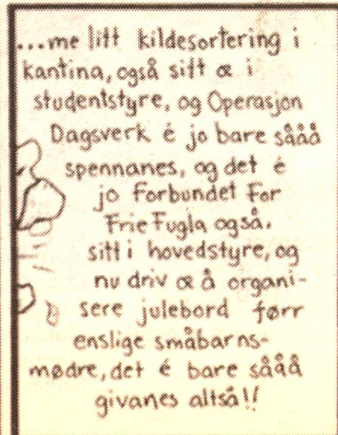 ...me litt kildesortering i
kantina, også sitt æ i
studentstyre, og Operasjon
Dagsverk é jo bare sååå
spennanes, og det é
jo Forbundet For
Frie Fugla også,
sitt i hovedstyre, og
nu driv æ å organi-
sere julebord førr
enslige småbarns-
mødre, det é bare sååå
givanes altså!!